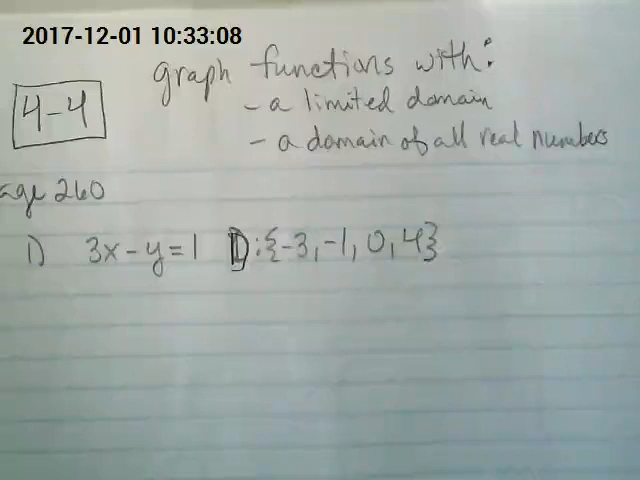 2017-12-01 10:33:08
graph functions with:
4-4
- a limited domain
- a domain of all real numbers
age 260
1) 3x-y=1 D:{-3,-1,0,4}